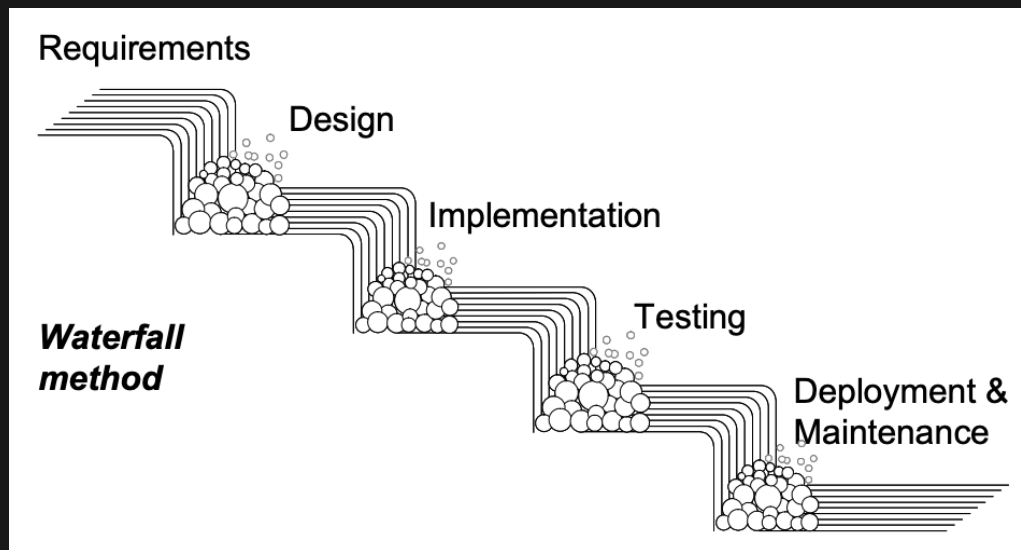 Requirements
Design
Implementation
Testing
Waterfall
method
Deployment &
Maintenance